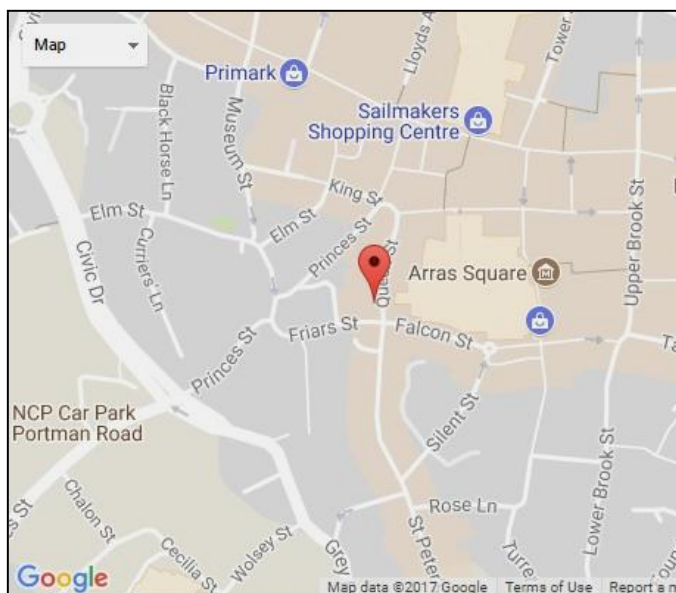 Map
Primark
Lloyds A
Tower
Sailmakers
Shopping Centre
Black Horse Ln
Museum St
King St
Elm St
Elm St
Princes St
Upper Brook St
Civic Dr
Curriers' Ln
Arras Square
Friars St
Falcon St
Princes St
NCP Car Park
Portman Road
Silent St
Lower Brook St
Rose Ln
Chalon St
Cecilia St
Wolsey St
Grey
St Peter
Turre
Google
Map data ©2017 Google
Terms of Use
Report a m